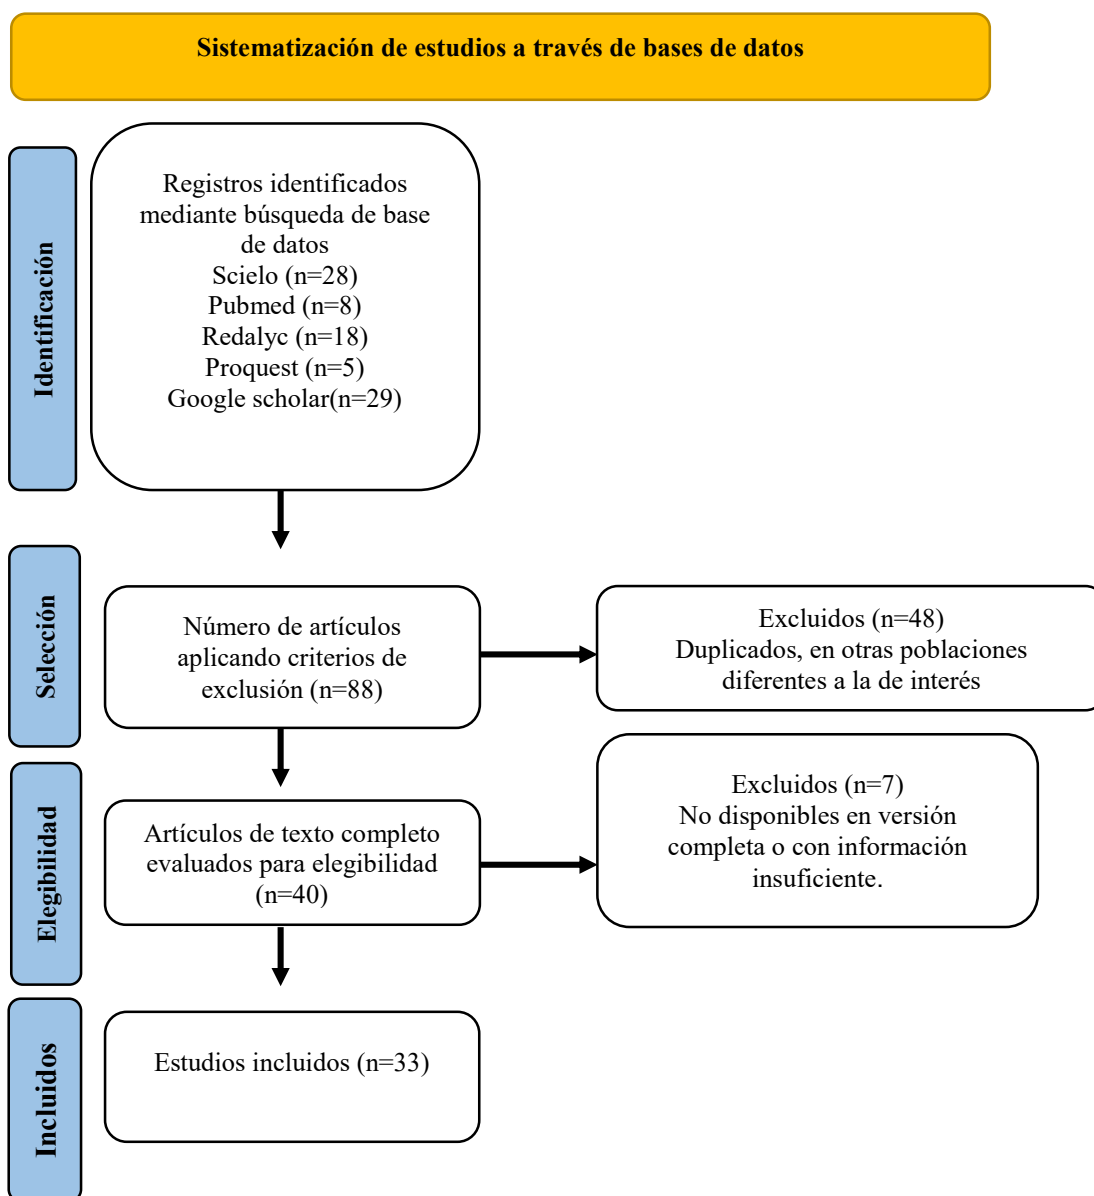 Sistematización de estudios a través de bases de datos
Identificación
Registros identificados
mediante búsqueda de base
de datos
Scielo (n=28)
Pubmed (n=8)
Redalyc (n=18)
Proquest (n=5)
Google scholar(n=29)
Selección
Número de artículos
aplicando criterios de
exclusión (n=88)
Excluidos (n=48)
Duplicados, en otras poblaciones
diferentes a la de interés
Elegibilidad
Artículos de texto completo
evaluados para elegibilidad
(n=40)
Excluidos (n=7)
No disponibles en versión
completa o con información
insuficiente.
Incluidos
Estudios incluidos (n=33)